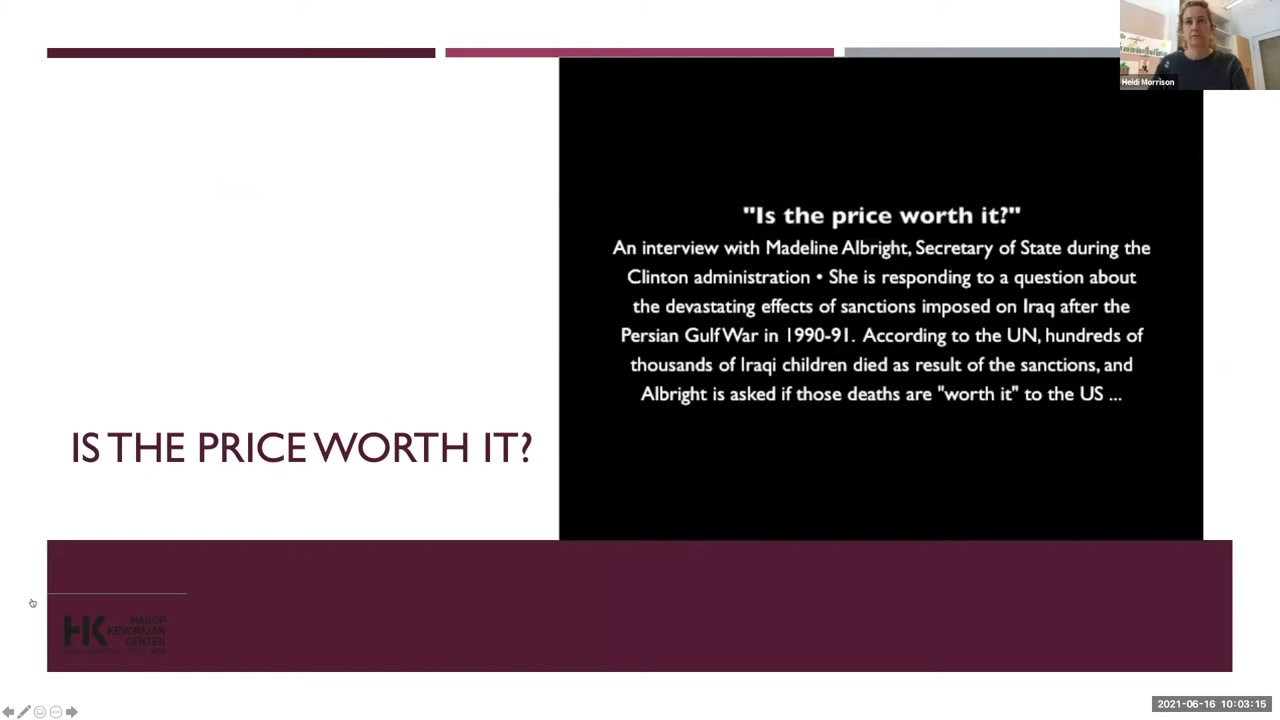 Heidi Morrison
"Is the price worth it?"
An interview with Madeline Albright, Secretary of State during the
Clinton administration • She is responding to a question about
the devastating effects of sanctions imposed on Iraq after the
Persian Gulf War in 1990-91. According to the UN, hundreds of
thousands of Iraqi children died as result of the sanctions, and
Albright is asked if those deaths are "worth it" to the US ...
IS THE PRICE WORTH IT?
HK HAGOP
KEVORKIAN
CENTER
2021-06-16 10:03:15